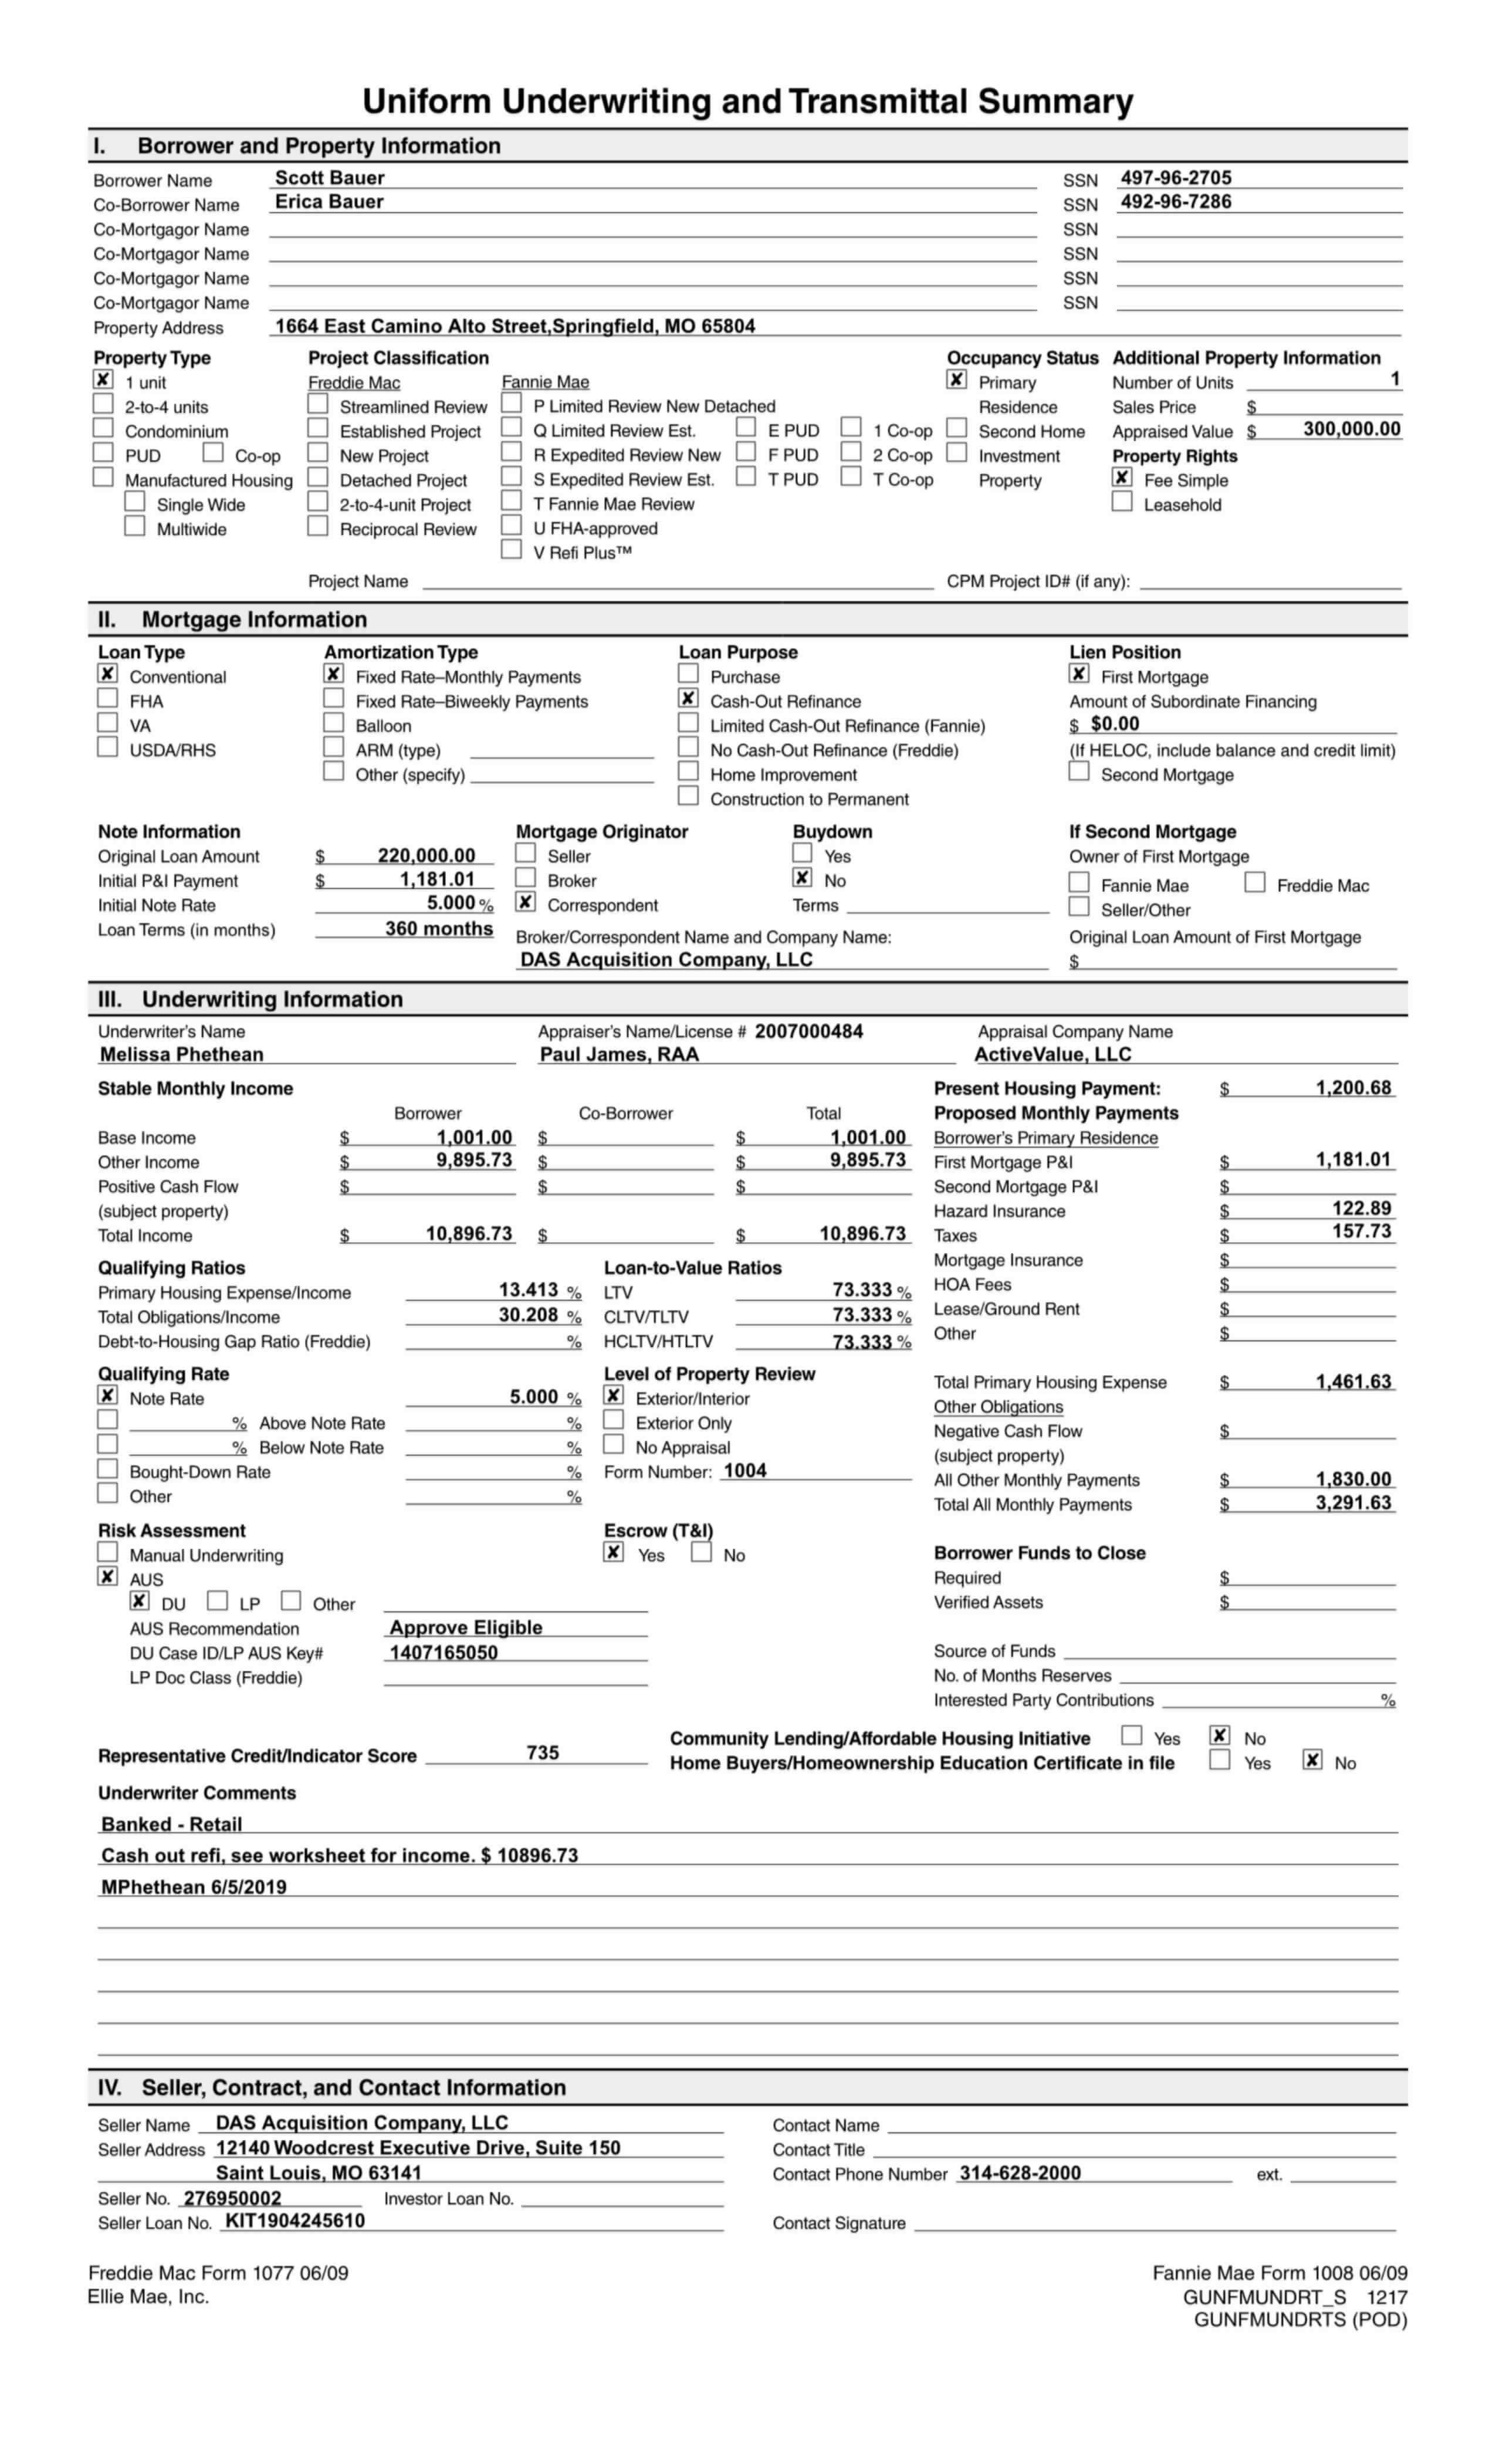 Uniform Underwriting and Transmittal Summary
I. Borrower and Property Information
Borrower Name Scott Bauer SSN 497-96-2705
Co-Borrower Name Erica Bauer SSN 492-96-7286
Co-Mortgagor Name SSN
Co-Mortgagor Name SSN
Co-Mortgagor Name SSN
Co-Mortgagor Name SSN
Property Address 1664 East Camino Alto Street,Springfield, MO 65804
Property Type Project Classification Occupancy Status Additional Property Information
✘ 1 unit Freddie Mac Fannie Mae ✘ Primary Number of Units 1
2-to-4 units Streamlined Review P Limited Review New Detached Residence Sales Price $
Condominium Established Project Q Limited Review Est. E PUD 1 Co-op Second Home Appraised Value $ 300,000.00
PUD Co-op New Project R Expedited Review New F PUD 2 Co-op Investment Property Rights
Manufactured Housing Detached Project S Expedited Review Est. T PUD T Co-op Property ✘ Fee Simple
Single Wide 2-to-4-unit Project T Fannie Mae Review Leasehold
Multiwide Reciprocal Review U FHA-approved
V Refi Plus™
Project Name CPM Project ID# (if any):
II. Mortgage Information
Loan Type Amortization Type Loan Purpose Lien Position
✘ Conventional ✘ Fixed Rate–Monthly Payments Purchase ✘ First Mortgage
FHA Fixed Rate–Biweekly Payments ✘ Cash-Out Refinance Amount of Subordinate Financing
VA Balloon Limited Cash-Out Refinance (Fannie) $ $0.00
USDA/RHS ARM (type) No Cash-Out Refinance (Freddie) (If HELOC, include balance and credit limit)
Other (specify) Home Improvement Second Mortgage
Construction to Permanent
Note Information Mortgage Originator Buydown If Second Mortgage
Original Loan Amount $ 220,000.00 Seller Yes Owner of First Mortgage
Initial P&I Payment $ 1,181.01 Broker ✘ No Fannie Mae Freddie Mac
Initial Note Rate 5.000 % ✘ Correspondent Terms Seller/Other
Loan Terms (in months) 360 months Broker/Correspondent Name and Company Name: Original Loan Amount of First Mortgage
DAS Acquisition Company, LLC $
III. Underwriting Information
Underwriter's Name Appraiser's Name/License # 2007000484 Appraisal Company Name
Melissa Phethean Paul James, RAA ActiveValue, LLC
Stable Monthly Income Present Housing Payment: $ 1,200.68
Borrower Co-Borrower Total Proposed Monthly Payments
Base Income $ 1,001.00 $ $ 1,001.00 Borrower's Primary Residence
Other Income $ 9,895.73 $ $ 9,895.73 First Mortgage P&I $ 1,181.01
Positive Cash Flow $ $ $ Second Mortgage P&I $
(subject property) Hazard Insurance $ 122.89
Total Income $ 10,896.73 $ $ 10,896.73 Taxes $ 157.73
Qualifying Ratios Loan-to-Value Ratios Mortgage Insurance $
Primary Housing Expense/Income 13.413 % LTV 73.333 % HOA Fees $
Total Obligations/Income 30.208 % CLTV/TLTV 73.333 % Lease/Ground Rent $
Debt-to-Housing Gap Ratio (Freddie) % HCLTV/HTLTV 73.333 % Other $
Qualifying Rate Level of Property Review
✘ Note Rate 5.000 % ✘ Exterior/Interior Total Primary Housing Expense $ 1,461.63
% Above Note Rate % Exterior Only Other Obligations
% Below Note Rate % No Appraisal Negative Cash Flow $
Bought-Down Rate % Form Number: 1004 (subject property)
Other % All Other Monthly Payments $ 1,830.00
Total All Monthly Payments $ 3,291.63
Risk Assessment Escrow (T&I)
Manual Underwriting ✘ Yes No Borrower Funds to Close
✘ AUS Required $
✘ DU LP Other Verified Assets $
AUS Recommendation Approve Eligible
DU Case ID/LP AUS Key# 1407165050 Source of Funds
LP Doc Class (Freddie) No. of Months Reserves
Interested Party Contributions %
Community Lending/Affordable Housing Initiative Yes ✘ No
Representative Credit/Indicator Score 735 Home Buyers/Homeownership Education Certificate in file Yes ✘ No
Underwriter Comments
Banked - Retail
Cash out refi, see worksheet for income. $ 10896.73
MPhethean 6/5/2019
IV. Seller, Contract, and Contact Information
Seller Name DAS Acquisition Company, LLC Contact Name
Seller Address 12140 Woodcrest Executive Drive, Suite 150 Contact Title
Saint Louis, MO 63141 Contact Phone Number 314-628-2000 ext.
Seller No. 276950002 Investor Loan No.
Seller Loan No. KIT1904245610 Contact Signature
Freddie Mac Form 1077 06/09 Fannie Mae Form 1008 06/09
Ellie Mae, Inc. GUNFMUNDRT_S 1217
GUNFMUNDRTS (POD)